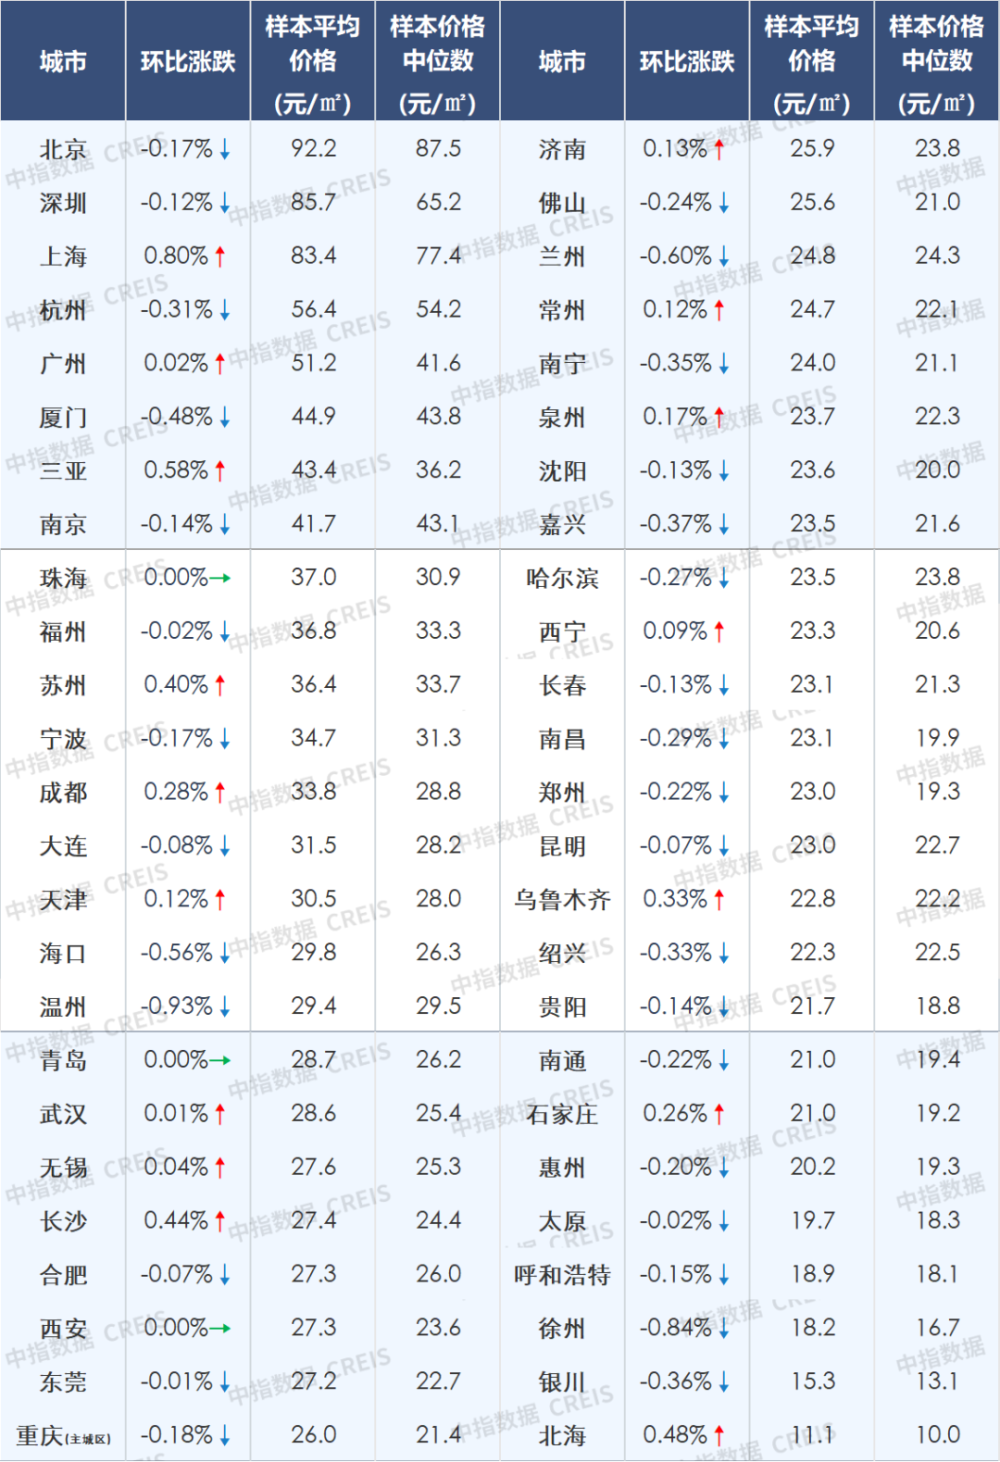 城市 环比涨跌 样本平均价格(元/㎡) 样本价格中位数(元/㎡) 城市 环比涨跌 样本平均价格(元/㎡) 样本价格中位数(元/㎡)
北京 -0.17%↓ 92.2 87.5 济南 0.13%↑ 25.9 23.8
深圳 -0.12%↓ 85.7 65.2 佛山 -0.24%↓ 25.6 21.0
上海 0.80%↑ 83.4 77.4 兰州 -0.60%↓ 24.8 24.3
杭州 -0.31%↓ 56.4 54.2 常州 0.12%↑ 24.7 22.1
广州 0.02%↑ 51.2 41.6 南宁 -0.35%↓ 24.0 21.1
厦门 -0.48%↓ 44.9 43.8 泉州 0.17%↑ 23.7 22.3
三亚 0.58%↑ 43.4 36.2 沈阳 -0.13%↓ 23.6 20.0
南京 -0.14%↓ 41.7 43.1 嘉兴 -0.37%↓ 23.5 21.6
珠海 0.00%→ 37.0 30.9 哈尔滨 -0.27%↓ 23.5 23.8
福州 -0.02%↓ 36.8 33.3 西宁 0.09%↑ 23.3 20.6
苏州 0.40%↑ 36.4 33.7 长春 -0.13%↓ 23.1 21.3
宁波 -0.17%↓ 34.7 31.3 南昌 -0.29%↓ 23.1 19.9
成都 0.28%↑ 33.8 28.8 郑州 -0.22%↓ 23.0 19.3
大连 -0.08%↓ 31.5 28.2 昆明 -0.07%↓ 23.0 22.7
天津 0.12%↑ 30.5 28.0 乌鲁木齐 0.33%↑ 22.8 22.2
海口 -0.56%↓ 29.8 26.3 绍兴 -0.33%↓ 22.3 22.5
温州 -0.93%↓ 29.4 29.5 贵阳 -0.14%↓ 21.7 18.8
青岛 0.00%→ 28.7 26.2 南通 -0.22%↓ 21.0 19.4
武汉 0.01%↑ 28.6 25.4 石家庄 0.26%↑ 21.0 19.2
无锡 0.04%↑ 27.6 25.3 惠州 -0.20%↓ 20.2 19.3
长沙 0.44%↑ 27.4 24.4 太原 -0.02%↓ 19.7 18.3
合肥 -0.07%↓ 27.3 26.0 呼和浩特 -0.15%↓ 18.9 18.1
西安 0.00%→ 27.3 23.6 徐州 -0.84%↓ 18.2 16.7
东莞 -0.01%↓ 27.2 22.7 银川 -0.36%↓ 15.3 13.1
重庆(主城区) -0.18%↓ 26.0 21.4 北海 0.48%↑ 11.1 10.0
中指数据 CREIS